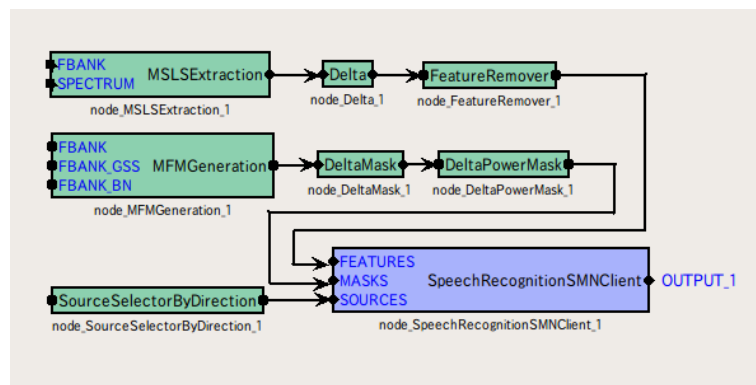 FBANK
SPECTRUM
MSLSExtraction
node_MSLSExtraction_1
Delta
node_Delta_1
FeatureRemover
node_FeatureRemover_1
FBANK
FBANK_GSS
FBANK_BN
MFMGeneration
node_MFMGeneration_1
DeltaMask
node_DeltaMask_1
DeltaPowerMask
node_DeltaPowerMask_1
SourceSelectorByDirection
node_SourceSelectorByDirection_1
FEATURES
MASKS
SOURCES
SpeechRecognitionSMNClient
OUTPUT_1
node_SpeechRecognitionSMNClient_1